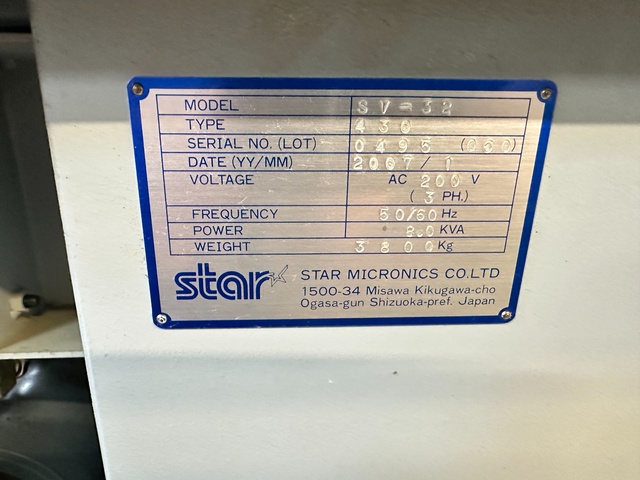 MODEL SV-32
TYPE 430
SERIAL NO. (LOT) 0495 (060)
DATE (YY/MM) 2007/1
VOLTAGE AC 200 V
(3 PH.)
FREQUENCY 50/60 Hz
POWER KVA
WEIGHT 3800 Kg
star STAR MICRONICS CO.LTD
1500-34 Misawa Kikugawa-cho
Ogasa-gun Shizuoka-pref. Japan